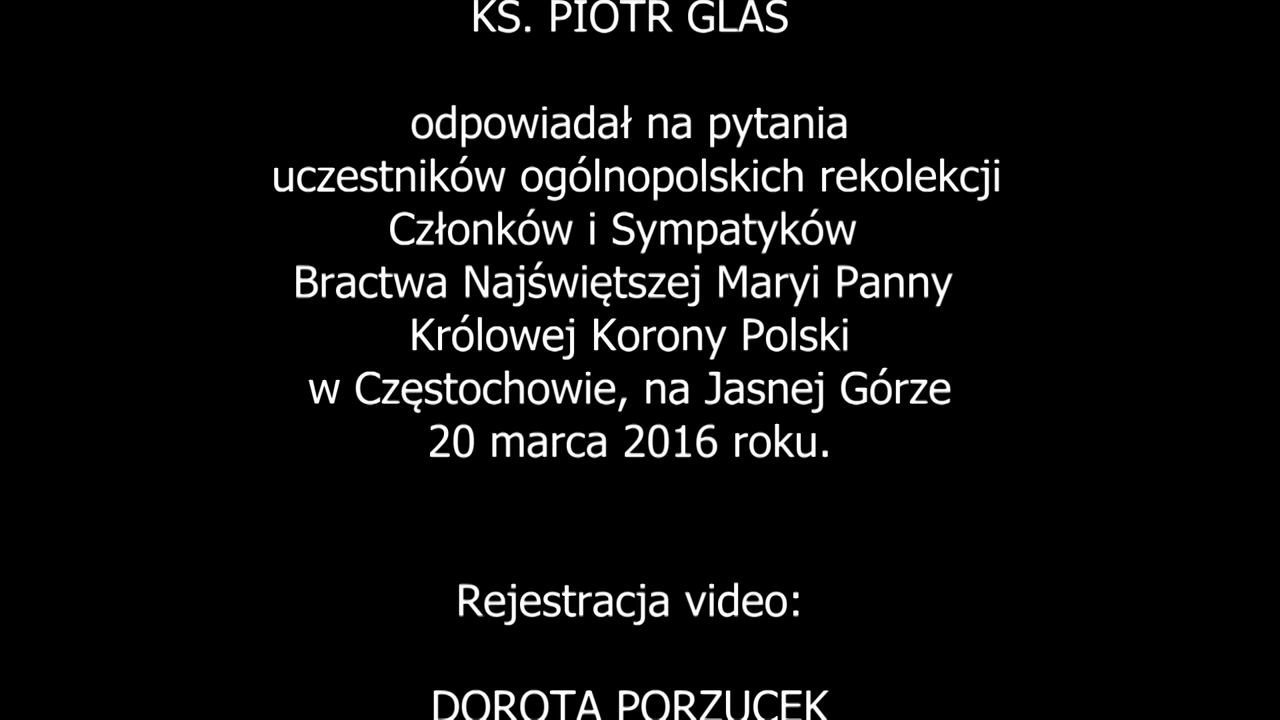 KS. PIOTR GLAS
odpowiadał na pytania
uczestników ogólnopolskich rekolekcji
Członków i Sympatyków
Bractwa Najświętszej Maryi Panny
Królowej Korony Polski
w Częstochowie, na Jasnej Górze
20 marca 2016 roku.
Rejestracja video:
DOROTA PORZUCEK